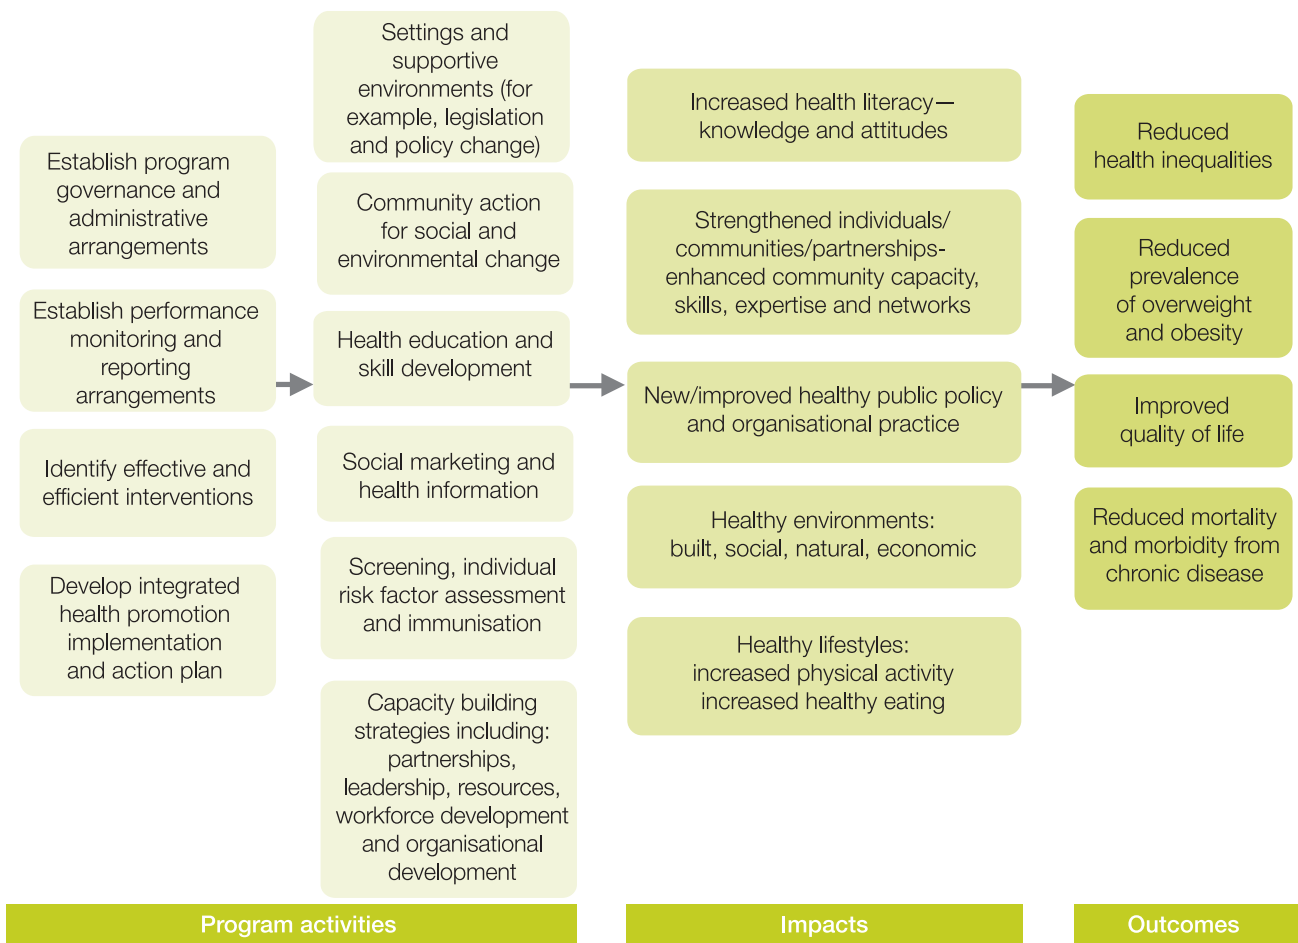 Establish program
governance and
administrative
arrangements
Establish performance
monitoring and
reporting
arrangements
Identify effective and
efficient interventions
Develop integrated
health promotion
implementation
and action plan
Settings and
supportive
environments (for
example, legislation
and policy change)
Community action
for social and
environmental change
Health education and
skill development
Social marketing and
health information
Screening, individual
risk factor assessment
and immunisation
Capacity building
strategies including:
partnerships,
leadership, resources,
workforce development
and organisational
development
Increased health literacy—
knowledge and attitudes
Strengthened individuals/
communities/partnerships-
enhanced community capacity,
skills, expertise and networks
New/improved healthy public policy
and organisational practice
Healthy environments:
built, social, natural, economic
Healthy lifestyles:
increased physical activity
increased healthy eating
Reduced
health inequalities
Reduced
prevalence
of overweight
and obesity
Improved
quality of life
Reduced mortality
and morbidity from
chronic disease
Program activities
Impacts
Outcomes